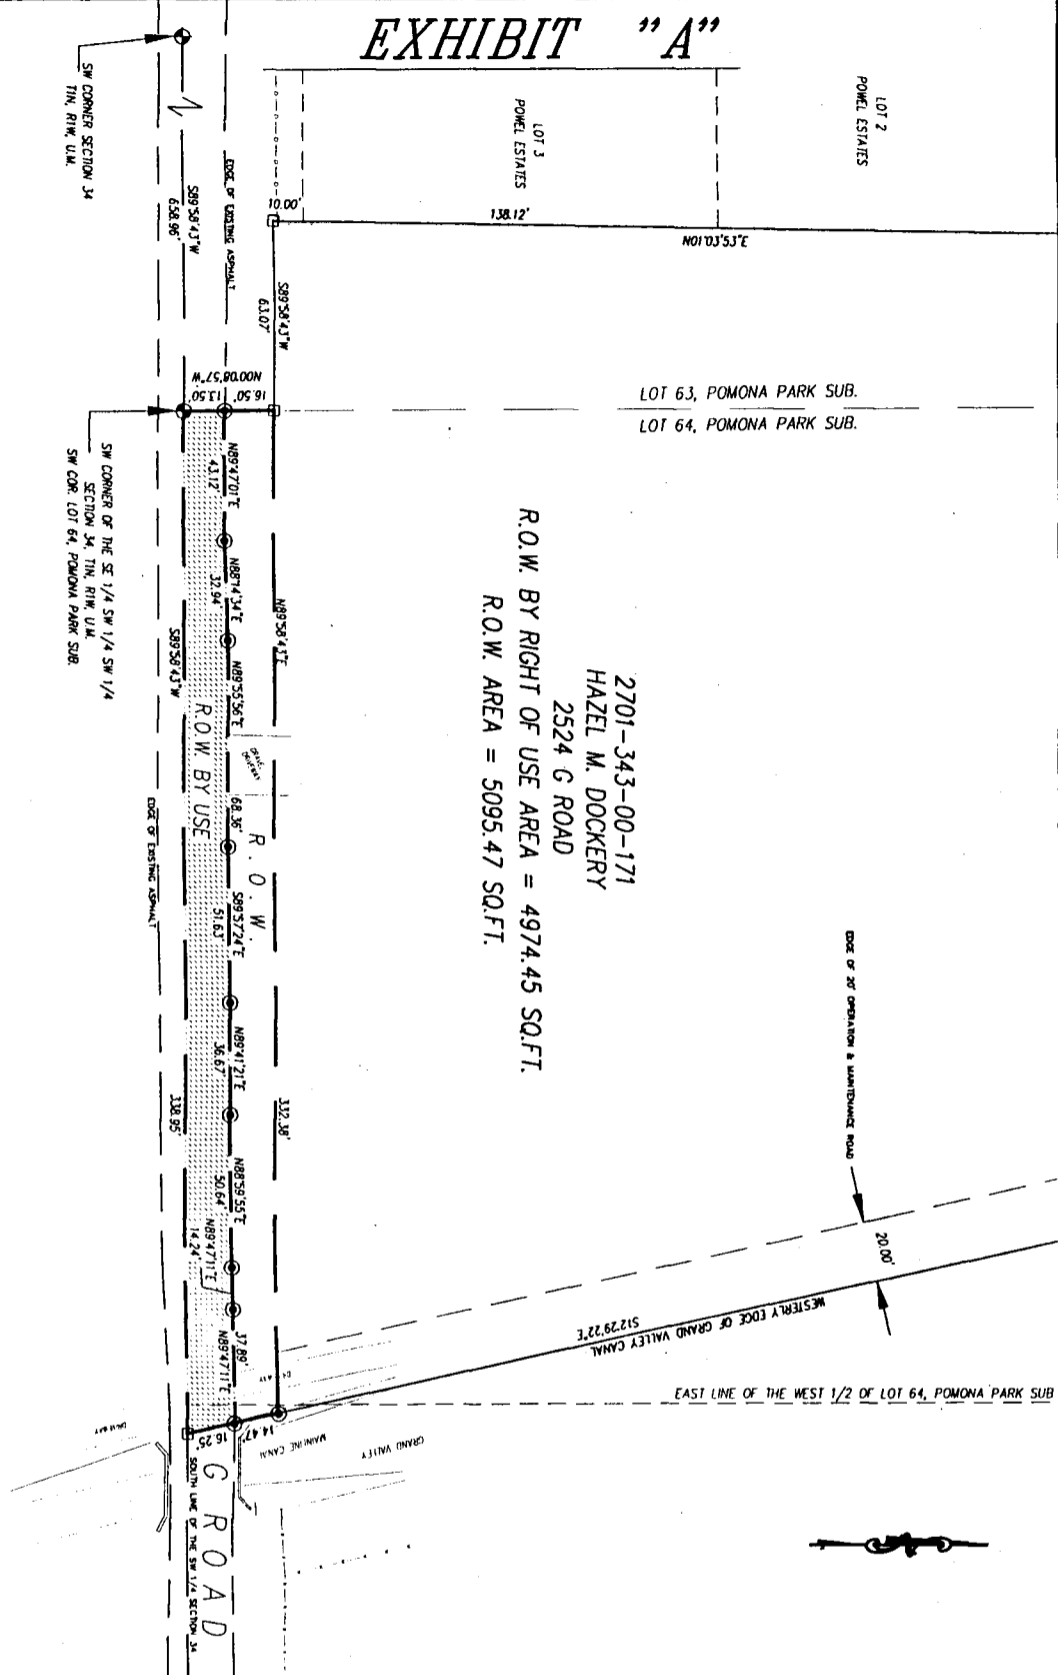 EXHIBIT "A"
LOT 2
POWEL ESTATES
LOT 3
POWEL ESTATES
SW CORNER SECTION 34
T1N, R1W, U.M.
S89°58'43"W
658.96'
EDGE OF EXISTING ASPHALT
10.00'
138.12'
N01°03'53"E
S89°58'43"W
63.07'
N00°08'57"W
13.50'
16.50'
LOT 63, POMONA PARK SUB.
LOT 64, POMONA PARK SUB.
SW CORNER OF THE SE 1/4 SW 1/4
SECTION 34, T1N, R1W, U.M.
SW COR. LOT 64, POMONA PARK SUB.
N89°47'01"E
43.12'
N88°14'34"E
32.94'
N89°55'56"E
68.36'
S89°57'24"E
51.63'
N89°41'21"E
36.67'
N88°59'55"E
50.64'
N89°47'11"E
14.24'
N89°47'11"E
37.89'
N89°58'43"E
332.38'
S89°58'43"W
338.95'
R.O.W. BY USE
R.O.W.
GRAVEL
DRIVEWAY
EDGE OF EXISTING ASPHALT
2701-343-00-171
HAZEL M. DOCKERY
2524 G ROAD
R.O.W. BY RIGHT OF USE AREA = 4974.45 SQ.FT.
R.O.W. AREA = 5095.47 SQ.FT.
EDGE OF 20' OPERATION & MAINTENANCE ROAD
20.00'
WESTERLY EDGE OF GRAND VALLEY CANAL
S12°29'22"E
EAST LINE OF THE WEST 1/2 OF LOT 64, POMONA PARK SUB
14.47'
16.25'
GRAND VALLEY
MAINLINE CANAL
G ROAD
SOUTH LINE OF THE SW 1/4 SECTION 34